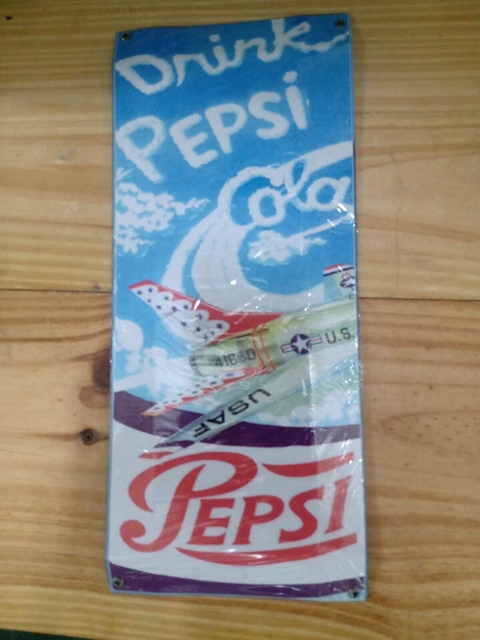 Drink
PEPSI
Cola
U.S.
USAF
PEPSI